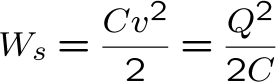 W_s = \frac{Cv^2}{2} = \frac{Q^2}{2C}